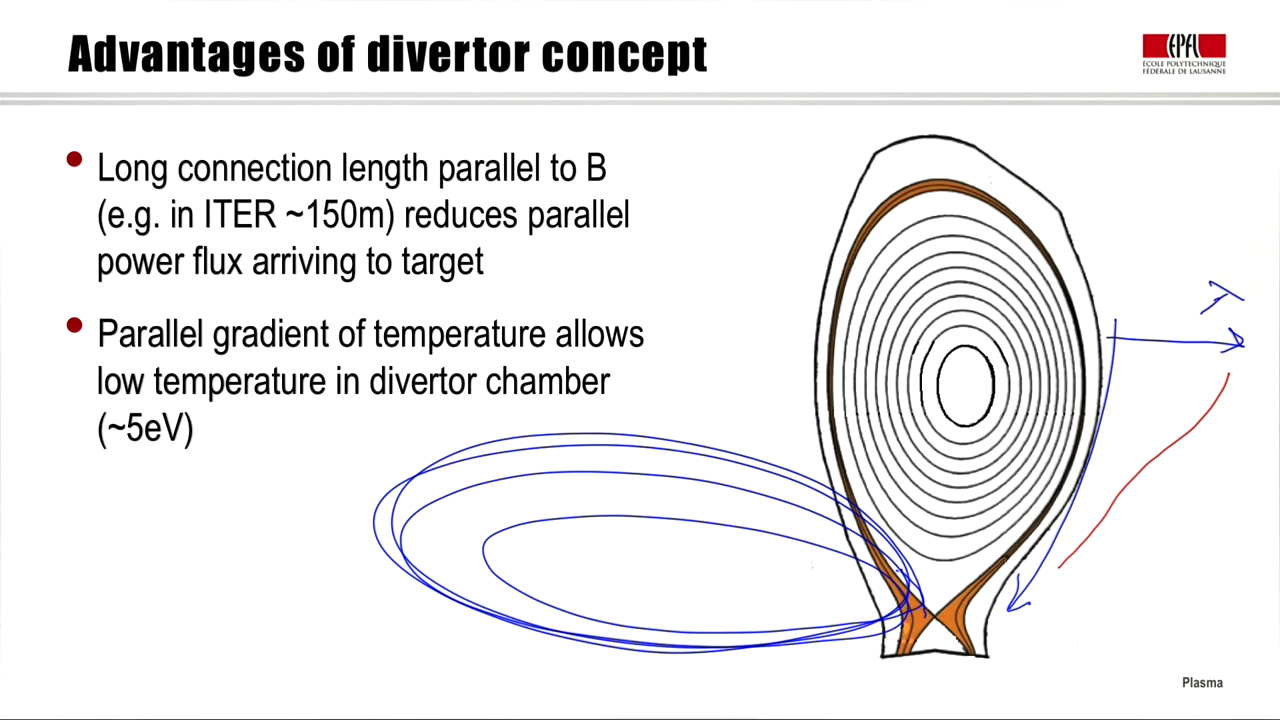 Advantages of divertor concept
EPFL
ÉCOLE POLYTECHNIQUE
FÉDÉRALE DE LAUSANNE
• Long connection length parallel to B
(e.g. in ITER ~150m) reduces parallel
power flux arriving to target
• Parallel gradient of temperature allows
low temperature in divertor chamber
(~5eV)
λ
Plasma